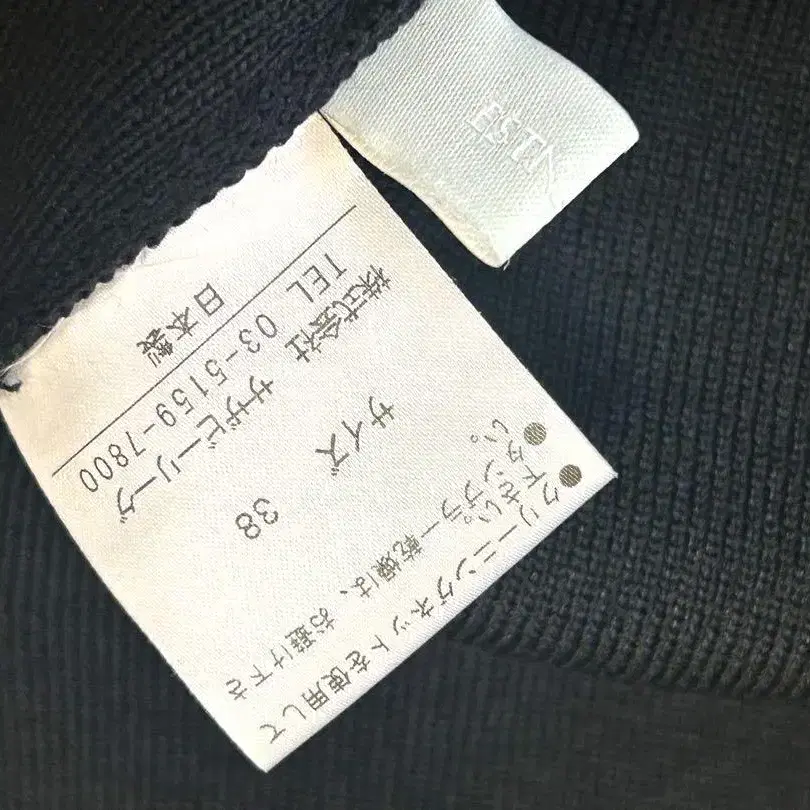 ESTN
●クリーニングネットを使用して
下さい。
●タンブラー乾燥は、お避け下さ
い。
サイズ 38
株式会社 サザビーリーグ
TEL 03-5159-7800
日本製